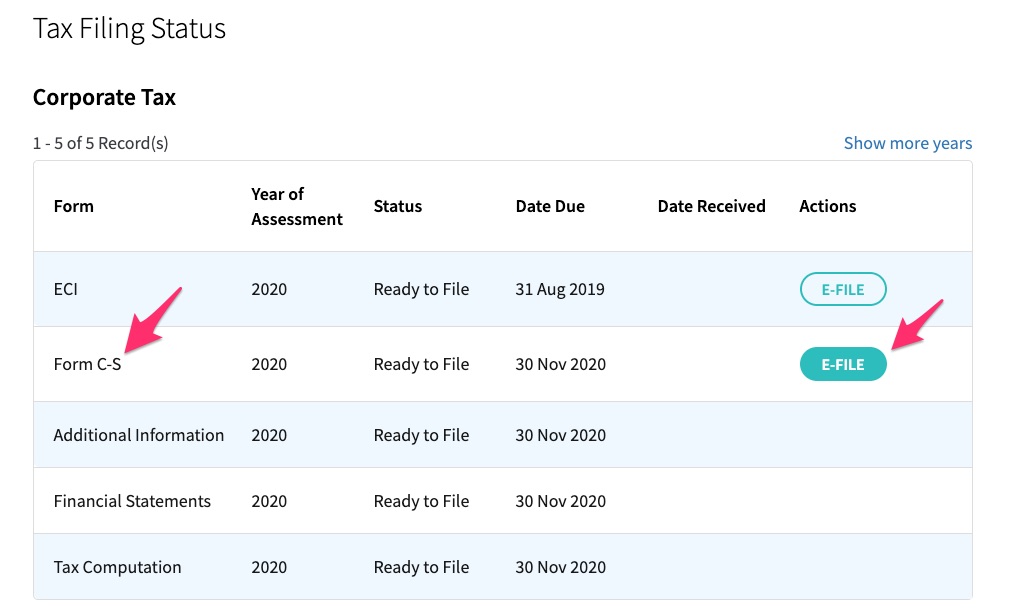 Tax Filing Status
Corporate Tax
1 - 5 of 5 Record(s) Show more years
Form Year of Assessment Status Date Due Date Received Actions
ECI 2020 Ready to File 31 Aug 2019 E-FILE
Form C-S 2020 Ready to File 30 Nov 2020 E-FILE
Additional Information 2020 Ready to File 30 Nov 2020
Financial Statements 2020 Ready to File 30 Nov 2020
Tax Computation 2020 Ready to File 30 Nov 2020